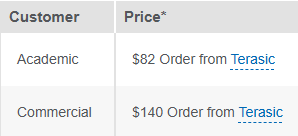 Customer Price*
Academic $82 Order from Terasic
Commercial $140 Order from Terasic